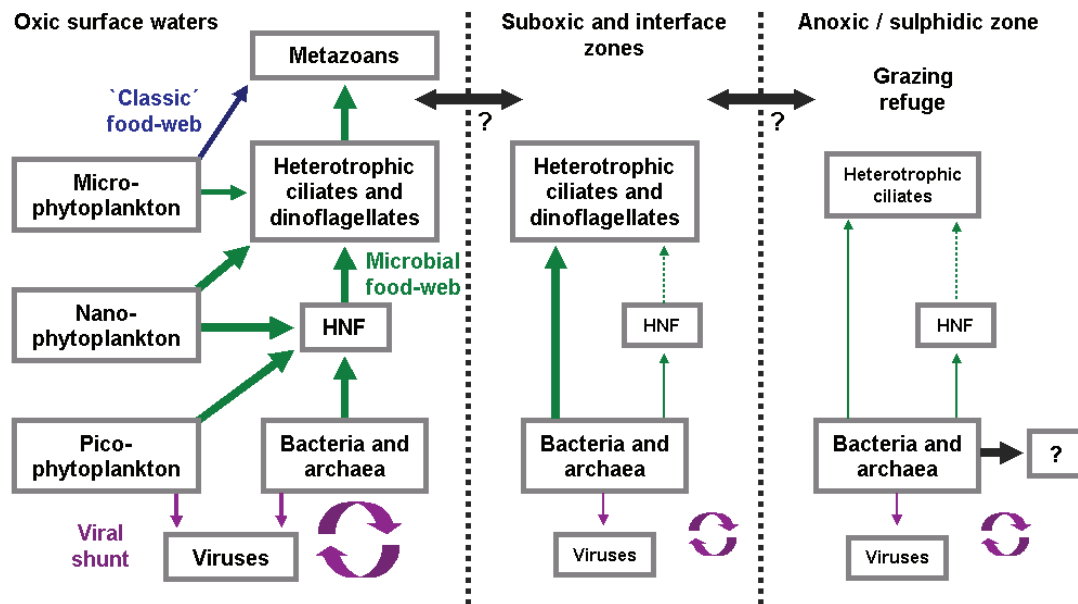 Oxic surface waters
Metazoans
`Classic´
food-web
Micro-
phytoplankton
Heterotrophic
ciliates and
dinoflagellates
Microbial
food-web
Nano-
phytoplankton
HNF
Pico-
phytoplankton
Bacteria and
archaea
Viral
shunt
Viruses
?
Suboxic and interface
zones
Heterotrophic
ciliates and
dinoflagellates
HNF
Bacteria and
archaea
Viruses
?
Anoxic / sulphidic zone
Grazing
refuge
Heterotrophic
ciliates
HNF
Bacteria and
archaea
?
Viruses